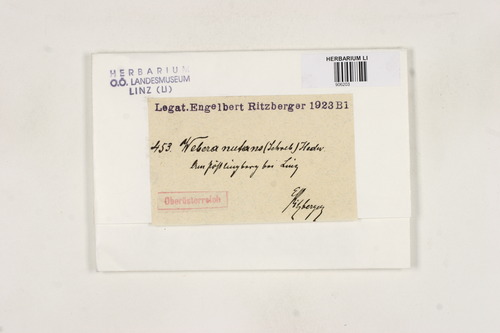 HERBARIUM
O.Ö. LANDESMUSEUM
LINZ (LI)
HERBARIUM LI
Legat. Engelbert Ritzberger 1923 B1
453. Webera nutans (Schreb.) Hedw.
Am Pöstlingberg bei Linz
Oberösterreich
Ritzberger